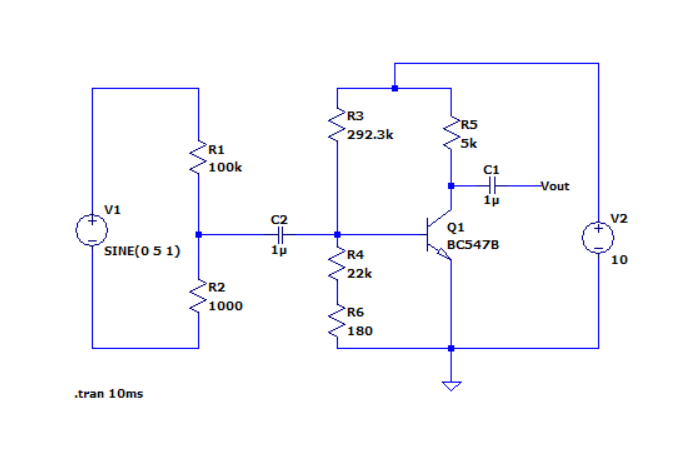 R3
292.3k
R5
5k
R1
100k
C1
1µ
Vout
V1
SINE(0 5 1)
C2
1µ
Q1
BC547B
V2
10
R4
22k
R2
1000
R6
180
.tran 10ms